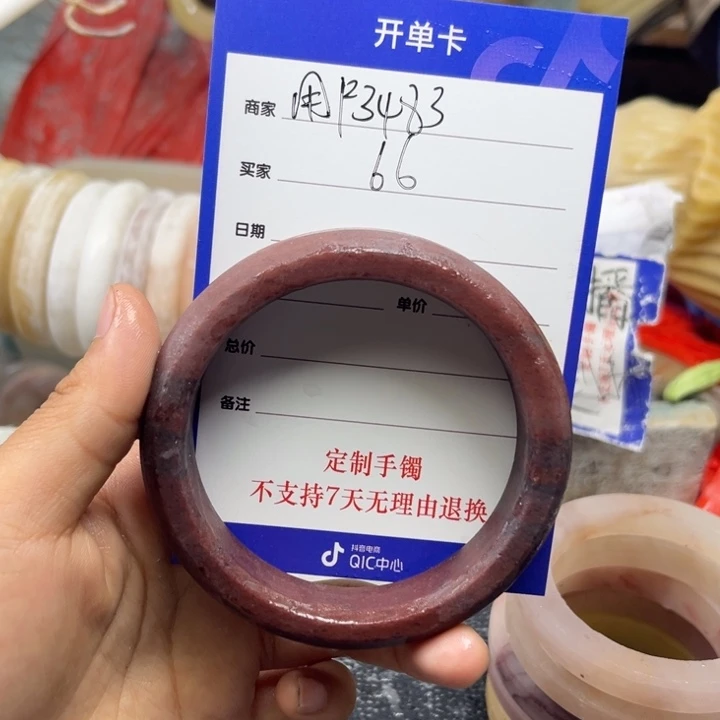 开单卡
商家 用户3483
买家 66
日期
单价
总价
备注
定制手镯
不支持7天无理由退换
抖音电商
QIC中心